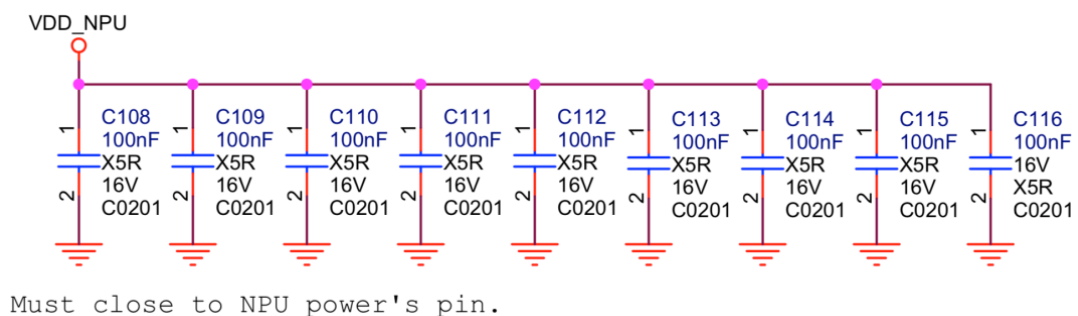 VDD_NPU
1
2
C108
100nF
X5R
16V
C0201
1
2
C109
100nF
X5R
16V
C0201
1
2
C110
100nF
X5R
16V
C0201
1
2
C111
100nF
X5R
16V
C0201
1
2
C112
100nF
X5R
16V
C0201
1
2
C113
100nF
X5R
16V
C0201
1
2
C114
100nF
X5R
16V
C0201
1
2
C115
100nF
X5R
16V
C0201
1
2
C116
100nF
16V
X5R
C0201
Must close to NPU power's pin.